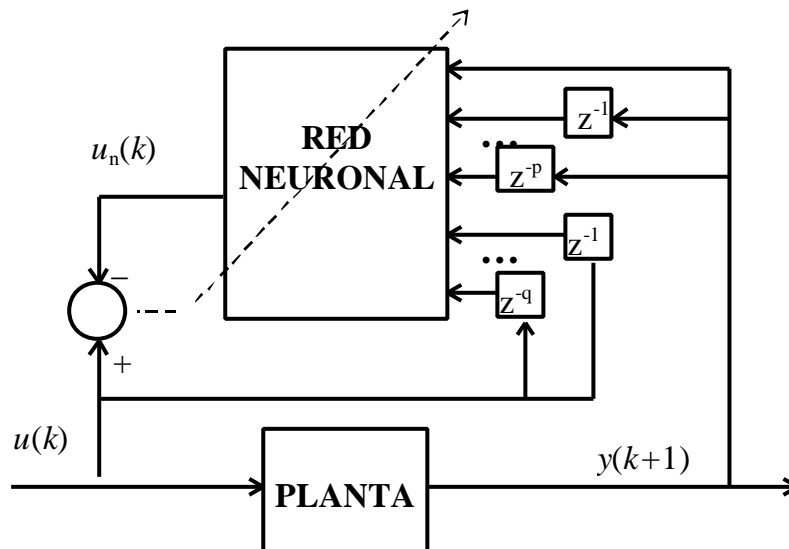 RED
NEURONAL
u_n(k)
z^-1
...
z^-p
z^-1
...
z^-q
−
+
u(k)
y(k+1)
PLANTA